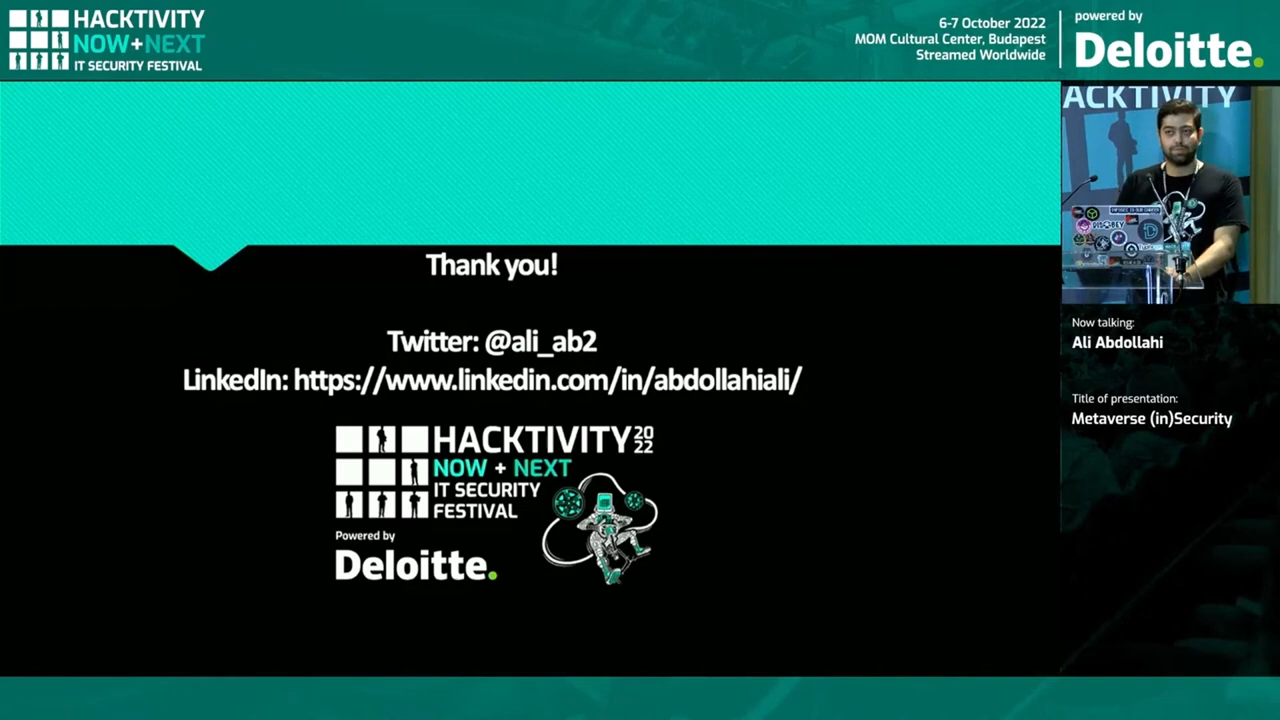 HACKTIVITY
NOW+NEXT
IT SECURITY FESTIVAL
6-7 October 2022
MOM Cultural Center, Budapest
Streamed Worldwide
powered by
Deloitte.
ACKTIVITY
Thank you!
Twitter: @ali_ab2
LinkedIn: https://www.linkedin.com/in/abdollahiali/
HACKTIVITY 2022
NOW + NEXT
IT SECURITY
FESTIVAL
Powered by
Deloitte.
Now talking:
Ali Abdollahi
Title of presentation:
Metaverse (in)Security